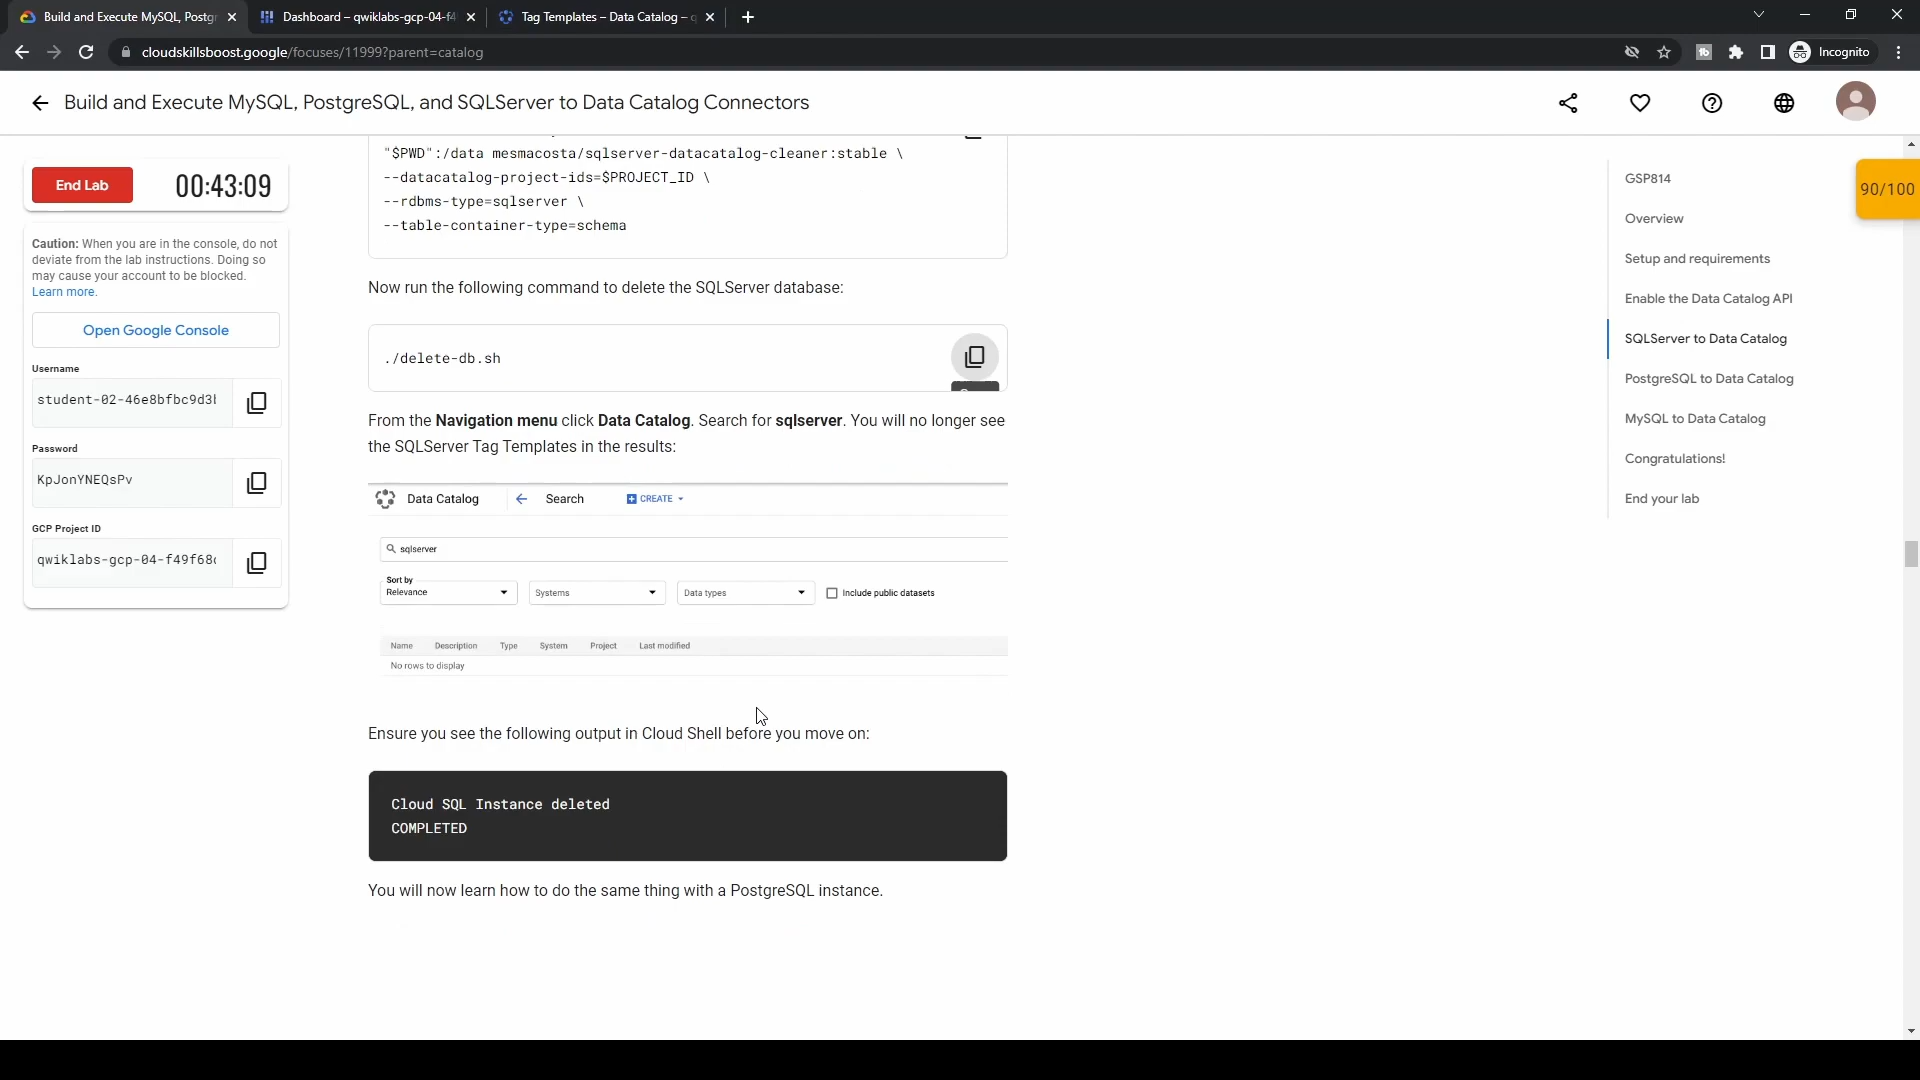 Build and Execute MySQL, Postgr
Dashboard – qwiklabs-gcp-04-f4
Tag Templates – Data Catalog – q
cloudskillsboost.google/focuses/11999?parent=catalog
Incognito
Build and Execute MySQL, PostgreSQL, and SQLServer to Data Catalog Connectors
End Lab
00:43:09
Caution: When you are in the console, do not
deviate from the lab instructions. Doing so
may cause your account to be blocked.
Learn more.
Open Google Console
Username
student-02-46e8bfbc9d3
Password
KpJonYNEQsPv
GCP Project ID
qwiklabs-gcp-04-f49f68
"$PWD":/data mesmacosta/sqlserver-datacatalog-cleaner:stable \
--datacatalog-project-ids=$PROJECT_ID \
--rdbms-type=sqlserver \
--table-container-type=schema
Now run the following command to delete the SQLServer database:
./delete-db.sh
From the Navigation menu click Data Catalog. Search for sqlserver. You will no longer see
the SQLServer Tag Templates in the results:
Data Catalog
Search
CREATE
sqlserver
Sort by
Relevance
Systems
Data types
Include public datasets
Name Description Type System Project Last modified
No rows to display
Ensure you see the following output in Cloud Shell before you move on:
Cloud SQL Instance deleted
COMPLETED
You will now learn how to do the same thing with a PostgreSQL instance.
GSP814
Overview
Setup and requirements
Enable the Data Catalog API
SQLServer to Data Catalog
PostgreSQL to Data Catalog
MySQL to Data Catalog
Congratulations!
End your lab
90/100